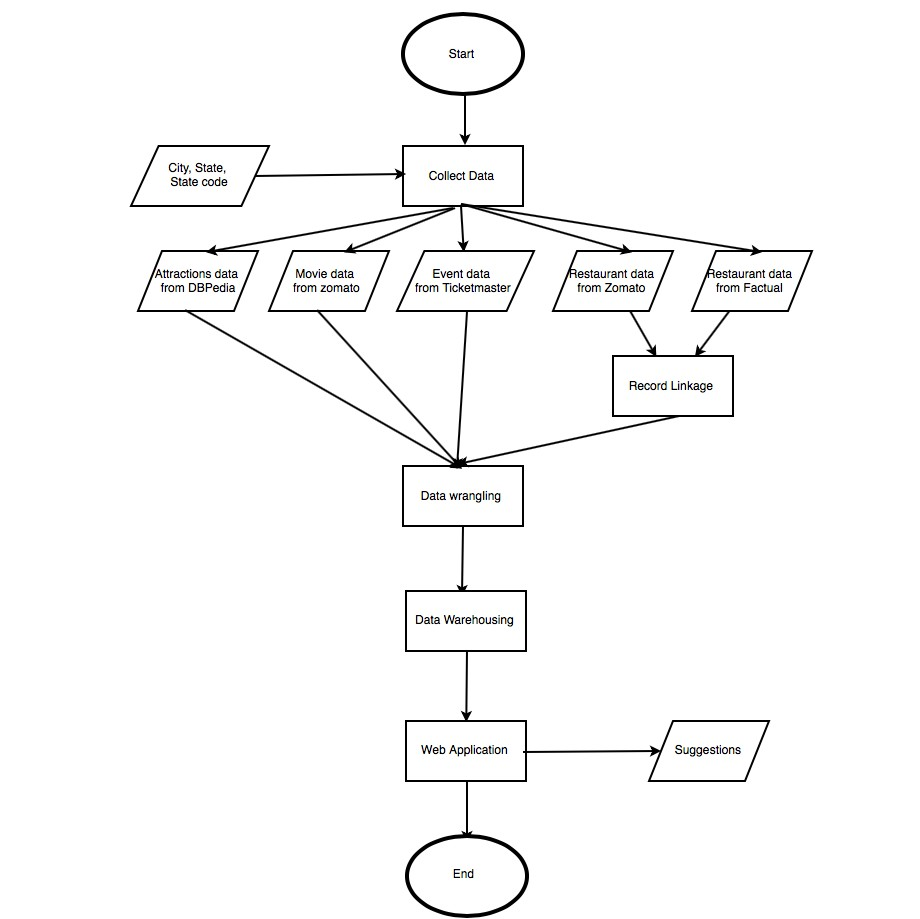 Start
City, State,
State code
Collect Data
Attractions data
from DBPedia
Movie data
from zomato
Event data
from Ticketmaster
Restaurant data
from Zomato
Restaurant data
from Factual
Record Linkage
Data wrangling
Data Warehousing
Web Application
Suggestions
End